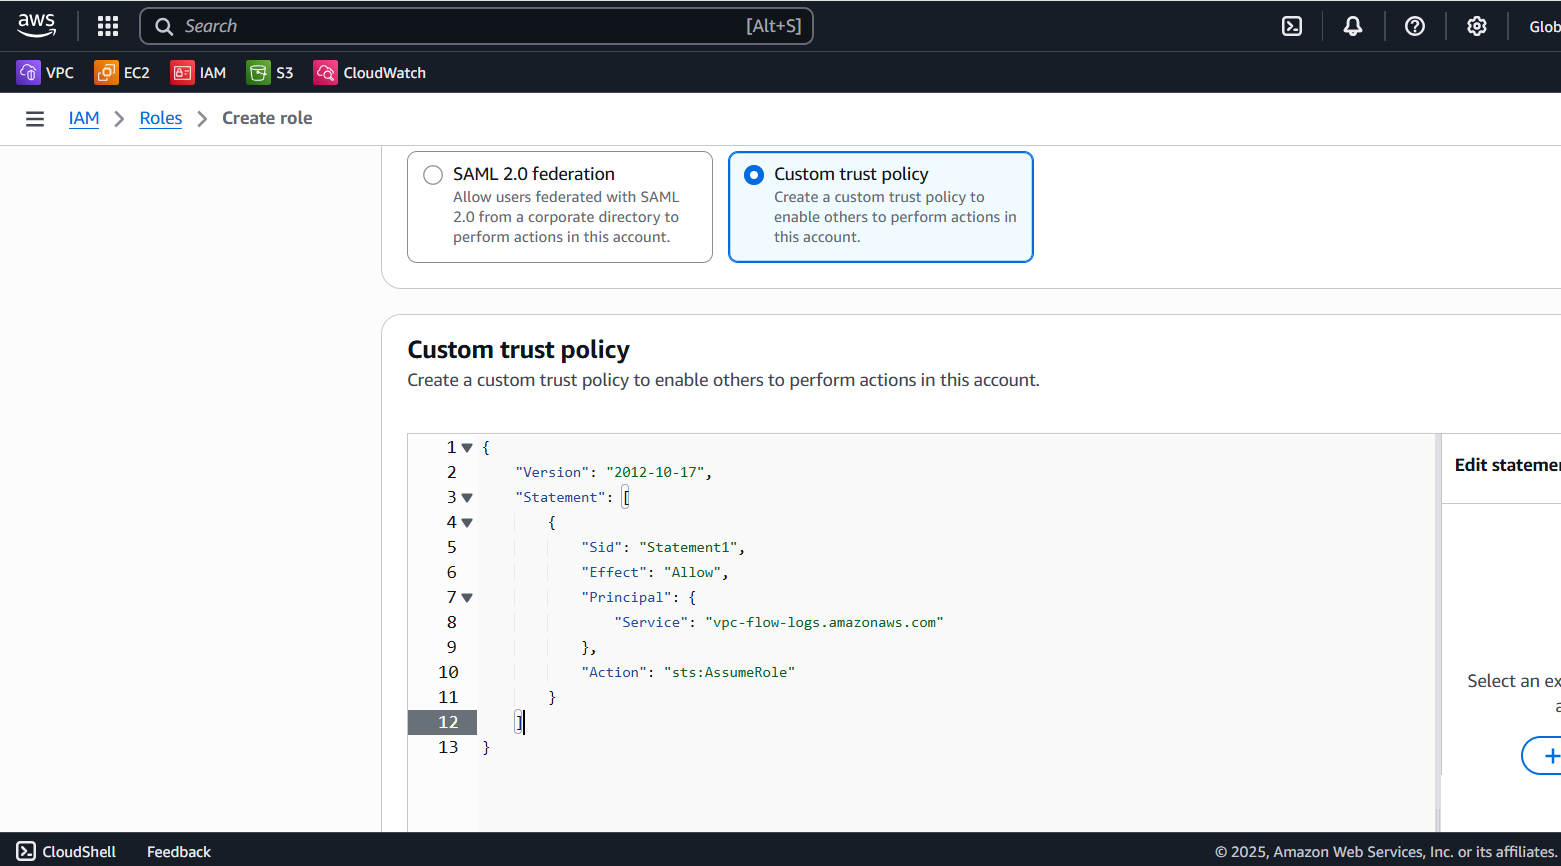 aws
Search [Alt+S]
Glob
VPC EC2 IAM S3 CloudWatch
IAM Roles Create role
SAML 2.0 federation
Allow users federated with SAML
2.0 from a corporate directory to
perform actions in this account.
Custom trust policy
Create a custom trust policy to
enable others to perform actions in
this account.
Custom trust policy
Create a custom trust policy to enable others to perform actions in this account.
1 {
2 "Version": "2012-10-17",
3 "Statement": [
4 {
5 "Sid": "Statement1",
6 "Effect": "Allow",
7 "Principal": {
8 "Service": "vpc-flow-logs.amazonaws.com"
9 },
10 "Action": "sts:AssumeRole"
11 }
12 ]
13 }
Edit statemen
Select an ex
a
+
CloudShell Feedback
© 2025, Amazon Web Services, Inc. or its affiliates.